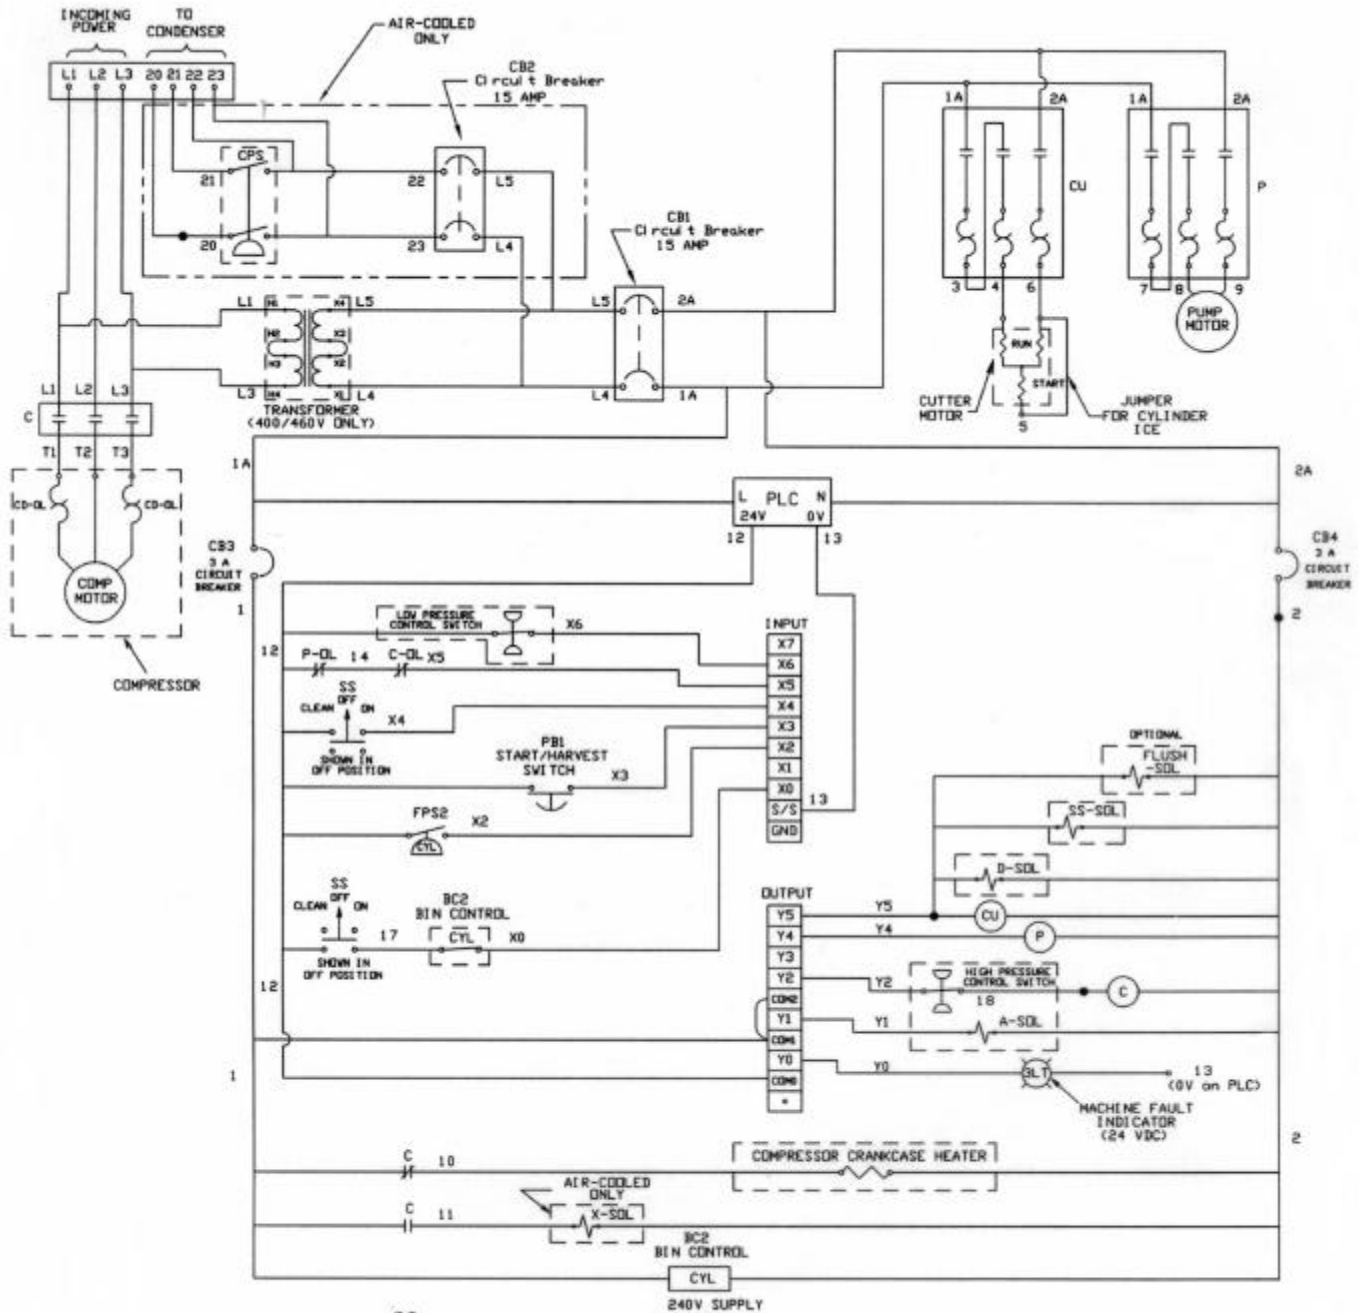 INCOMING
POWER
TO
CONDENSER
AIR-COOLED
ONLY
L1 L2 L3 20 21 22 23
CB2
Circuit Breaker
15 AMP
1A 2A 1A 2A
CPS
21 22 L5
CU P
20 23 L4
CB1
Circuit Breaker
15 AMP
3 4 6 7 8 9
L1 H1 X4 L5 L5 2A
H2 X3
H3 X2
L3 H4 X1 L4 L4 1A
PUMP
MOTOR
RUN
START
5
CUTTER
MOTOR
JUMPER
FOR CYLINDER
ICE
TRANSFORMER
(400/460V ONLY)
L1 L2 L3
C
T1 T2 T3
1A 2A
CD-OL CD-OL
COMP
MOTOR
COMPRESSOR
L PLC N
24V 0V
12 13
CB3
3 A
CIRCUIT
BREAKER
CB4
3 A
CIRCUIT
BREAKER
1 2
LOW PRESSURE
CONTROL SWITCH
X6
12
P-OL 14 C-OL X5
SS
OFF
CLEAN ON
X4
SHOWN IN
OFF POSITION
PB1
START/HARVEST
SWITCH
X3
FPS2
X2
CYL
INPUT
X7
X6
X5
X4
X3
X2
X1
X0
S/S 13
GND
OPTIONAL
FLUSH
-SOL
SS-SOL
D-SOL
SS
OFF
CLEAN ON
17
SHOWN IN
OFF POSITION
BC2
BIN CONTROL
CYL X0
12
1
OUTPUT
Y5 Y5 CU
Y4 Y4 P
Y3
Y2 Y2
HIGH PRESSURE
CONTROL SWITCH
18 C
COM2
Y1 Y1 A-SOL
COM1
Y0 Y0 3LT 13
(0V on PLC)
COM0
*
MACHINE FAULT
INDICATOR
(24 VDC)
2
C 10 COMPRESSOR CRANKCASE HEATER
AIR-COOLED
ONLY
C 11 X-SOL
BC2
BIN CONTROL
CYL
240V SUPPLY